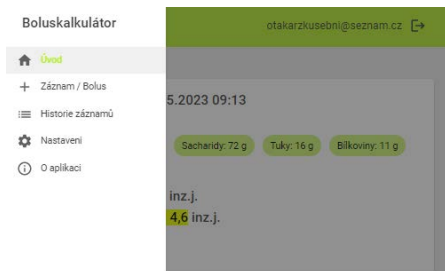 Boluskalkulátor
otakarzkusebni@seznam.cz
Úvod
Záznam / Bolus
5.2023 09:13
Historie záznamů
Nastavení
Sacharidy: 72 g
Tuky: 16 g
Bílkoviny: 11 g
O aplikaci
inz.j.
4,6 inz.j.